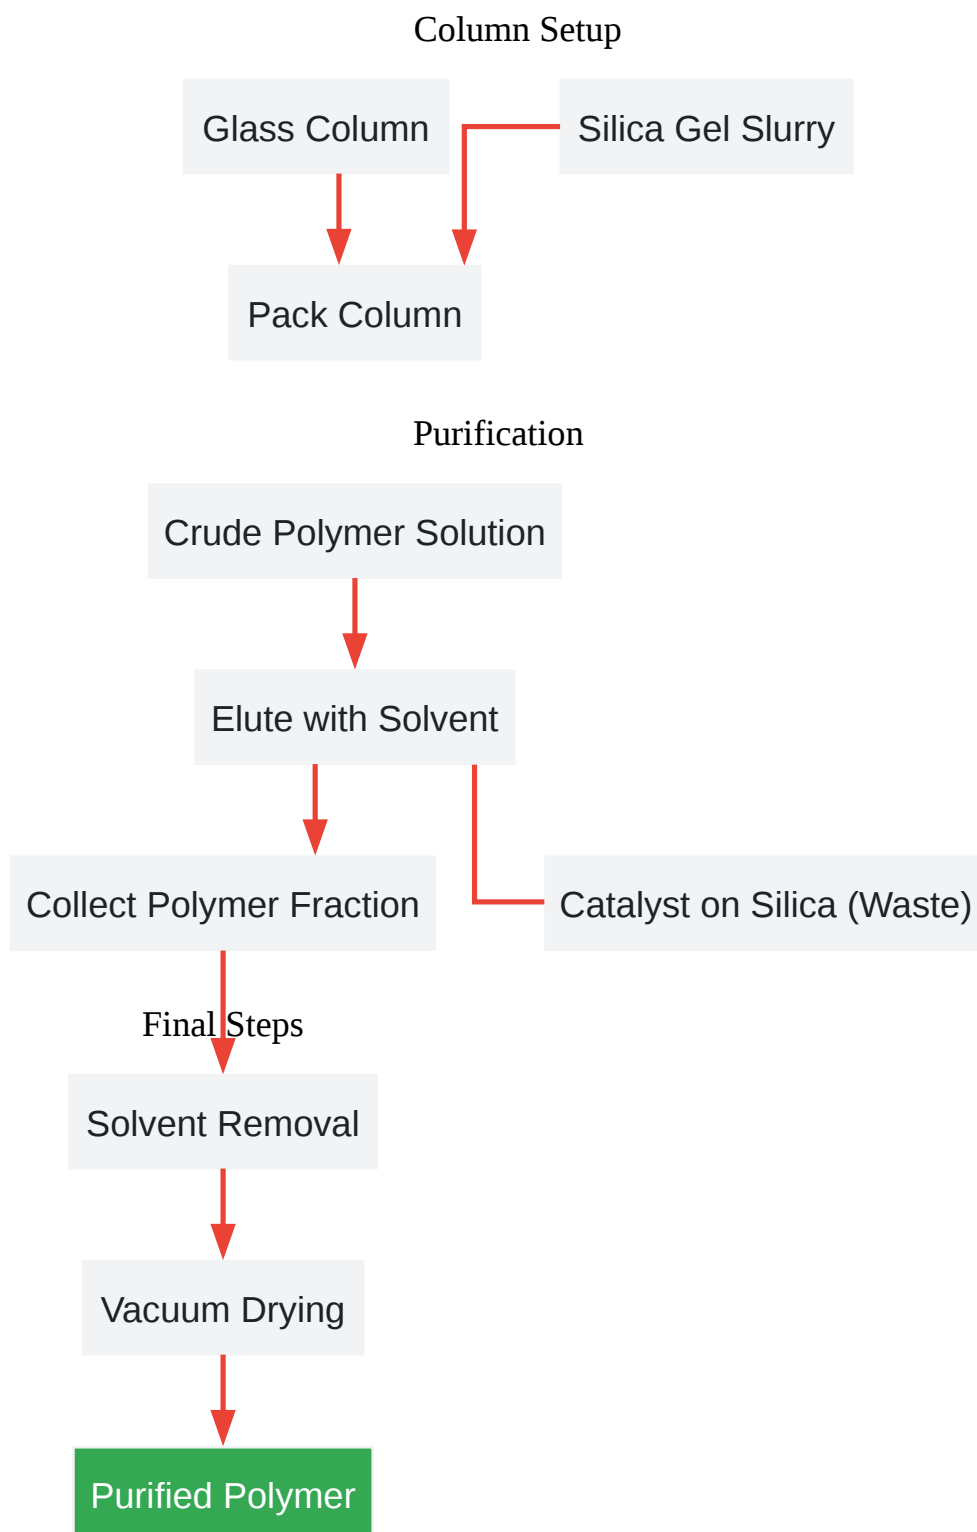 Column Setup
Glass Column
Silica Gel Slurry
Pack Column
Purification
Crude Polymer Solution
Elute with Solvent
Collect Polymer Fraction
Catalyst on Silica (Waste)
Final Steps
Solvent Removal
Vacuum Drying
Purified Polymer